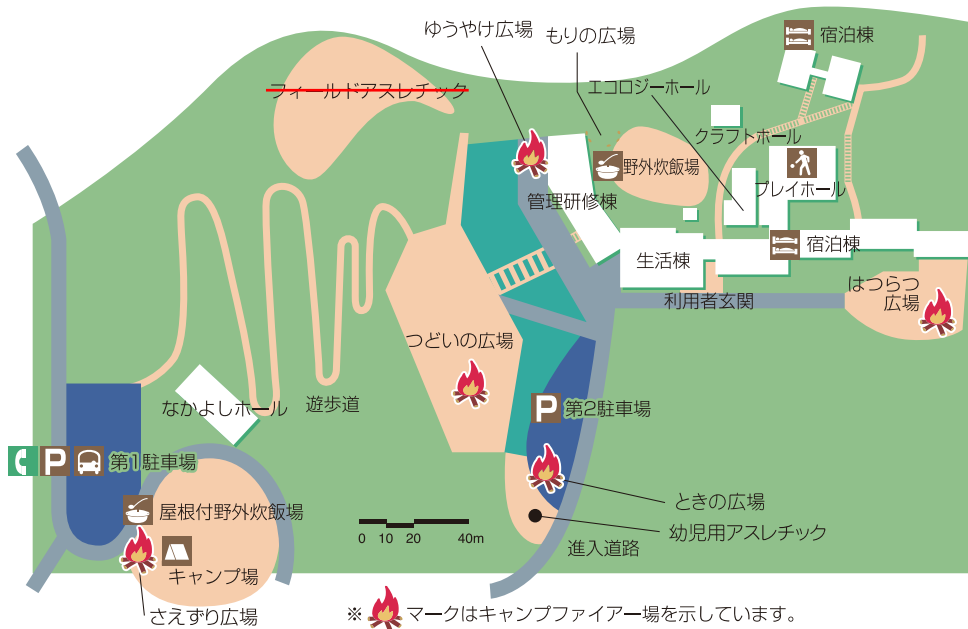 ゆうやけ広場
もりの広場
宿泊棟
フィールドアスレチック
エコロジーホール
クラフトホール
野外炊飯場
プレイホール
管理研修棟
生活棟
宿泊棟
利用者玄関
はつらつ
広場
つどいの広場
なかよしホール
遊歩道
P 第2駐車場
P 第1駐車場
ときの広場
屋根付野外炊飯場
幼児用アスレチック
0 10 20 40m
進入道路
キャンプ場
さえずり広場
※ マークはキャンプファイアー場を示しています。